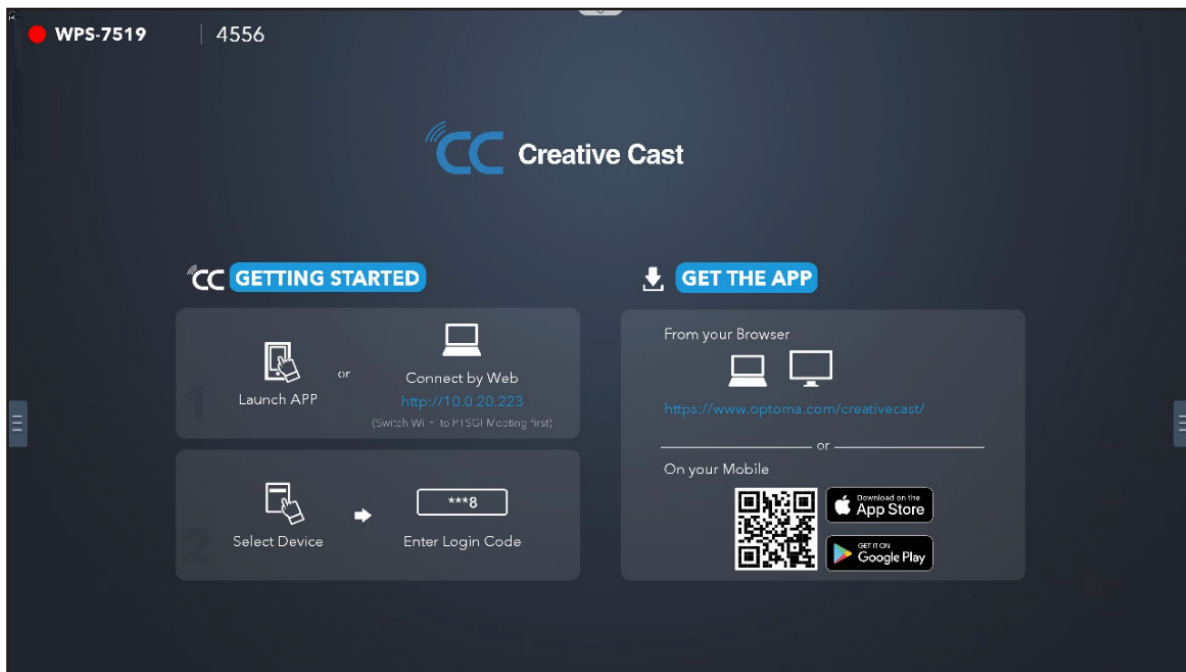 WPS-7519 | 4556
CC Creative Cast
CC GETTING STARTED
1
Launch APP
or
Connect by Web
http://10.0.20.223
(Switch to PTSGI Meeting first)
2
Select Device
***8
Enter Login Code
GET THE APP
From your Browser
https://www.optoma.com/creativecast/
or
On your Mobile
Download on the
App Store
GET IT ON
Google Play